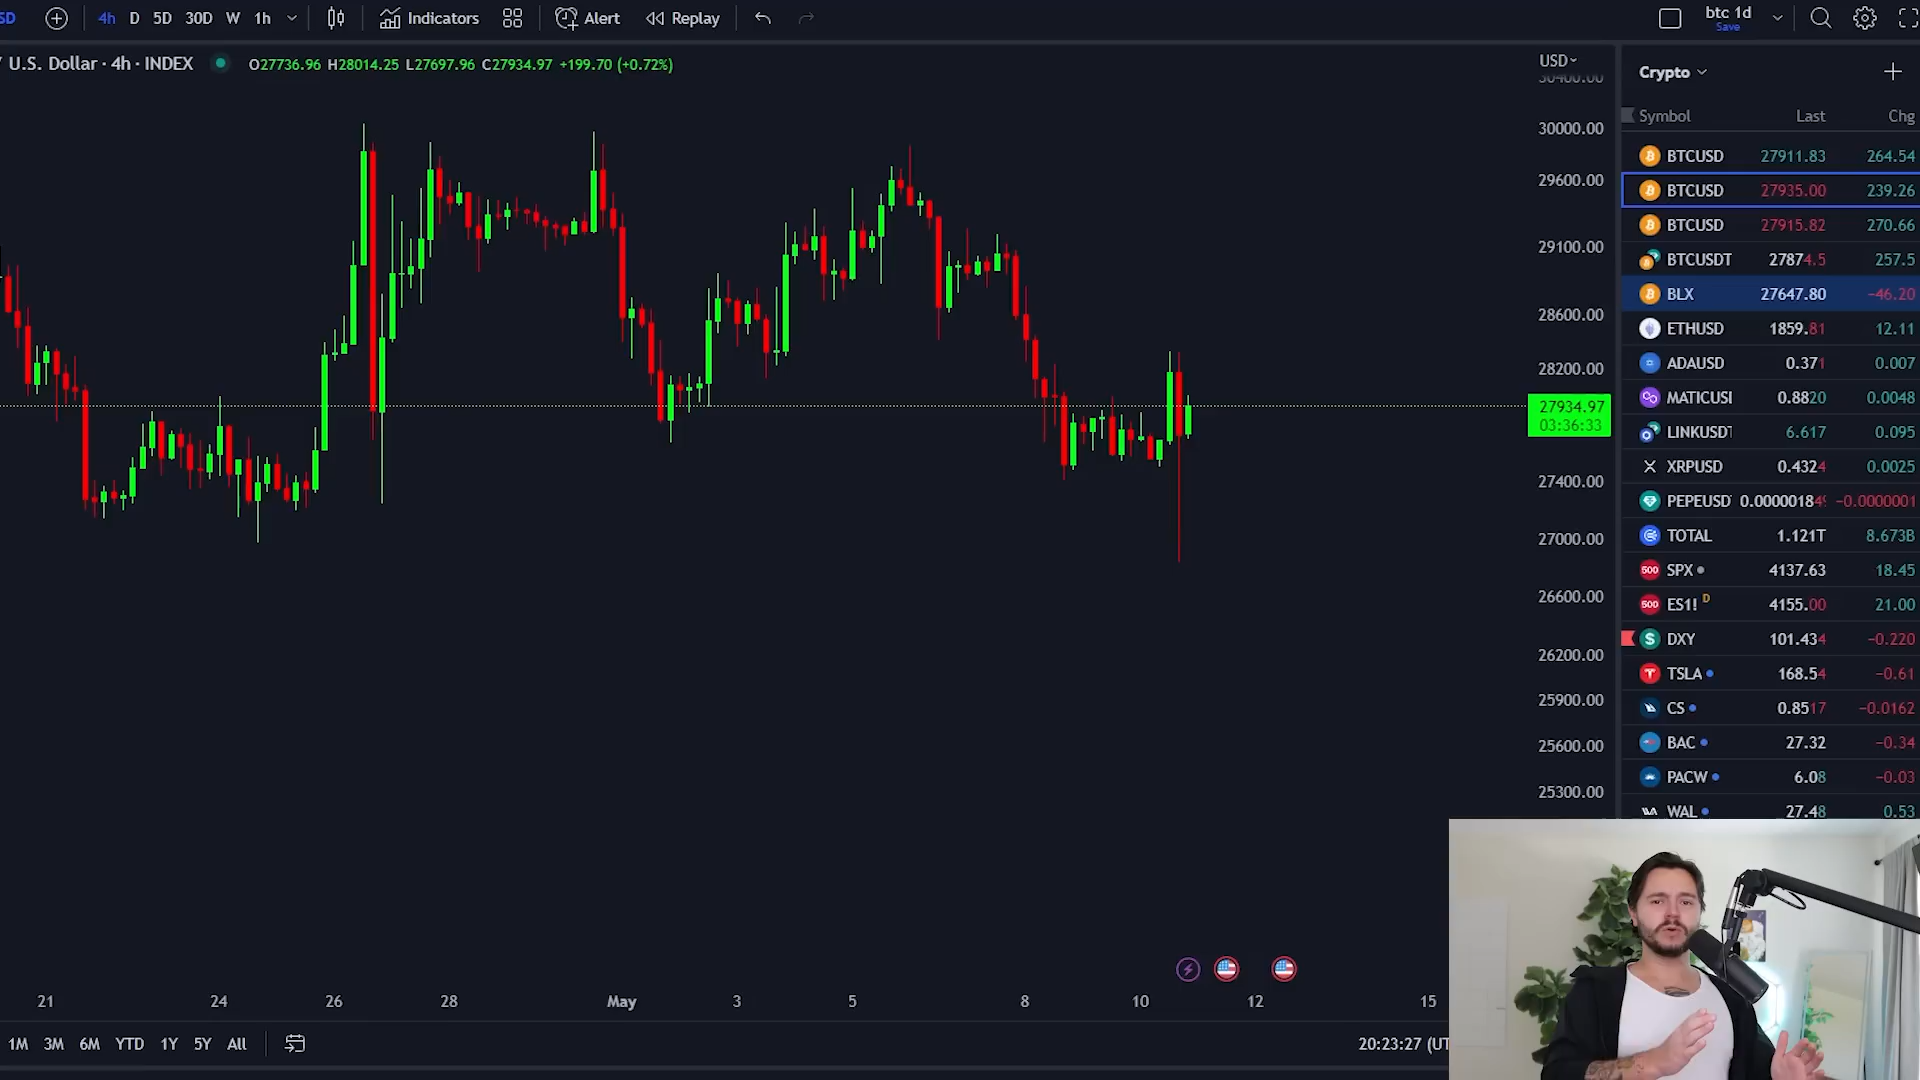 SD 4h D 5D 30D W 1h Indicators Alert Replay btc 1d
Save
U.S. Dollar · 4h · INDEX O27736.96 H28014.25 L27697.96 C27934.97 +199.70 (+0.72%)
USD
30400.00
30000.00
29600.00
29100.00
28600.00
28200.00
27934.97
03:36:33
27400.00
27000.00
26600.00
26200.00
25900.00
25600.00
25300.00
Crypto
Symbol Last Chg
BTCUSD 27911.83 264.54
BTCUSD 27935.00 239.26
BTCUSD 27915.82 270.66
BTCUSDT 27874.5 257.5
BLX 27647.80 −46.20
ETHUSD 1859.81 12.11
ADAUSD 0.371 0.007
MATICUSI 0.8820 0.0048
LINKUSDT 6.617 0.095
XRPUSD 0.4324 0.0025
PEPEUSD 0.00000184 −0.0000001
TOTAL 1.121T 8.673B
500 SPX 4137.63 18.45
500 ES1! D 4155.00 21.00
DXY 101.434 −0.220
TSLA 168.54 −0.61
CS 0.8517 −0.0162
BAC 27.32 −0.34
PACW 6.08 −0.03
WAL 27.48 0.53
21 24 26 28 May 3 5 8 10 12 15
1M 3M 6M YTD 1Y 5Y All 20:23:27 (UT